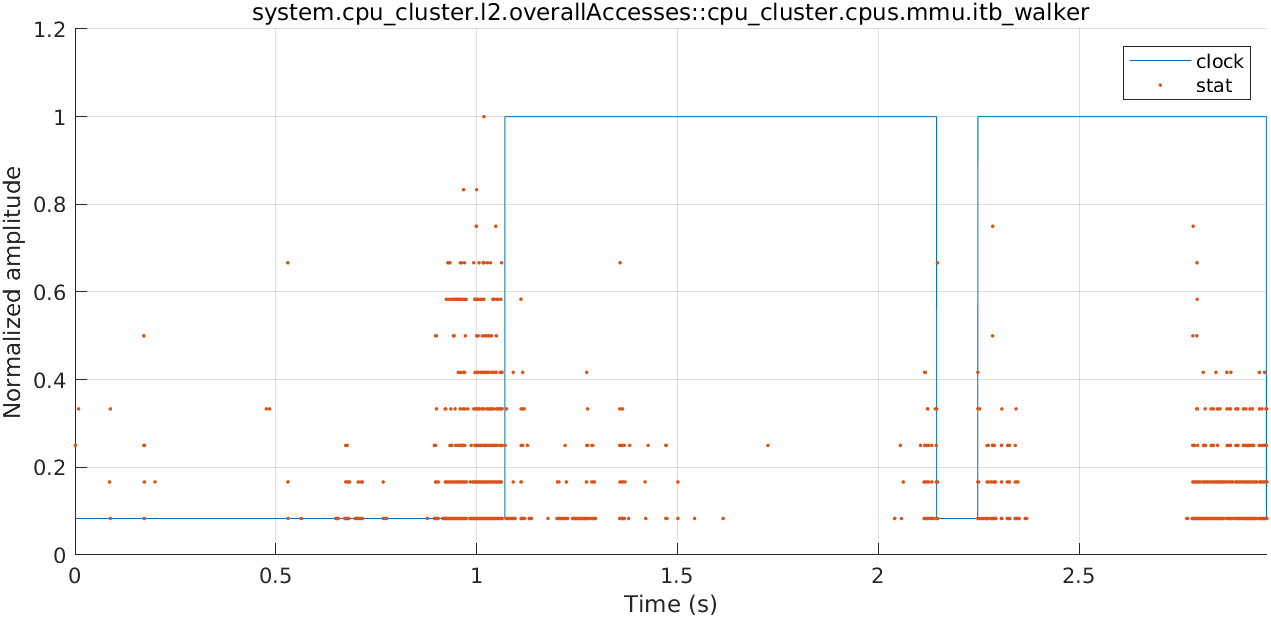 system.cpu_cluster.l2.overallAccesses::cpu_cluster.cpus.mmu.itb_walker
1.2
1
0.8
0.6
0.4
0.2
0
Normalized amplitude
clock
stat
0 0.5 1 1.5 2 2.5
Time (s)